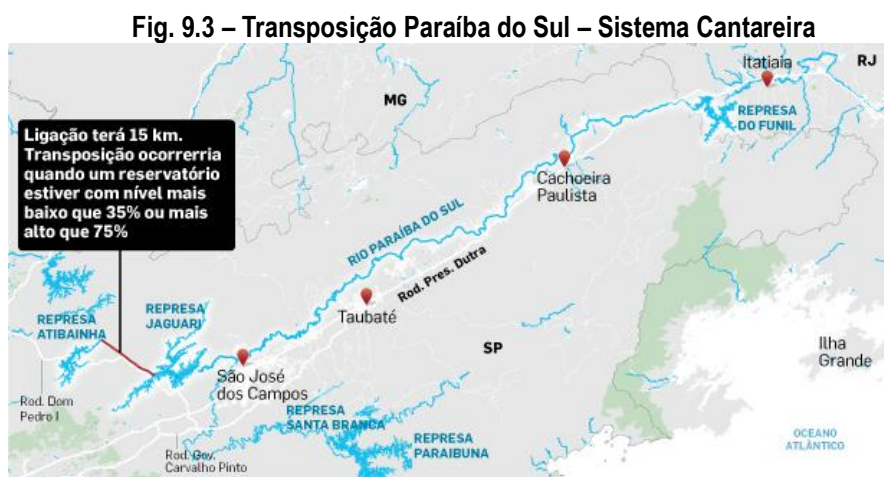 Fig. 9.3 – Transposição Paraíba do Sul – Sistema Cantareira
Itatiaia
RJ
MG
REPRESA
DO FUNIL
Ligação terá 15 km.
Transposição ocorrerria
quando um reservatório
estiver com nível mais
baixo que 35% ou mais
alto que 75%
Cachoeira
Paulista
RIO PARAÍBA DO SUL
Rod. Pres. Dutra
REPRESA
JAGUARI
REPRESA
ATIBAINHA
Taubaté
SP
Ilha
Grande
São José
dos Campos
Rod. Dom
Pedro I
REPRESA
SANTA BRANCA
REPRESA
PARAIBUNA
OCEANO
ATLÂNTICO
Rod. Gov.
Carvalho Pinto